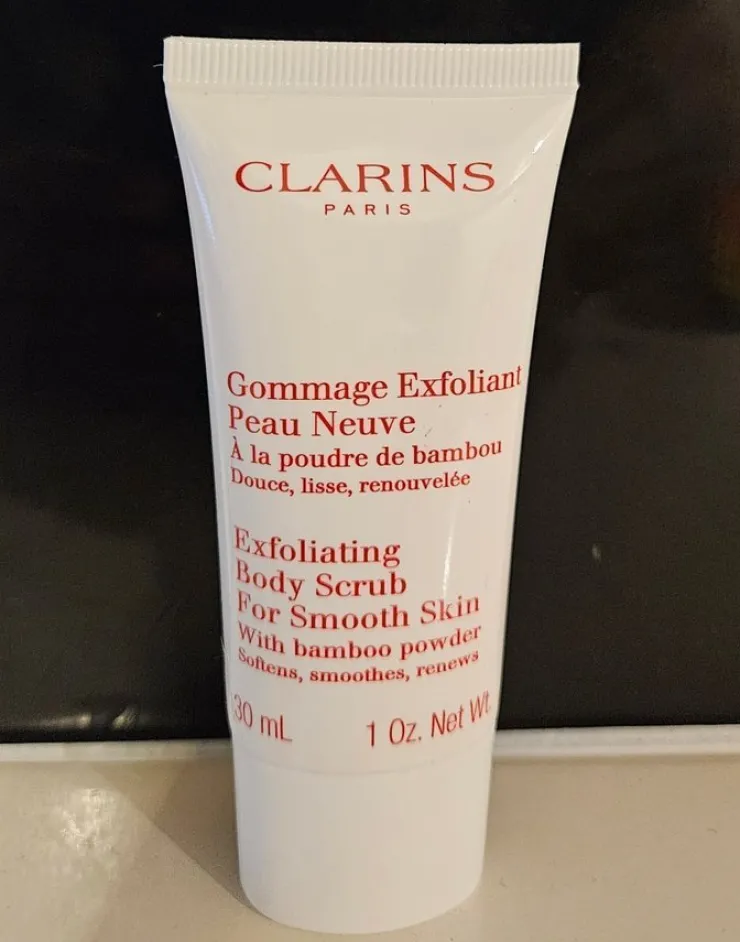 CLARINS
PARIS
Gommage Exfoliant
Peau Neuve
À la poudre de bambou
Douce, lisse, renouvelée
Exfoliating
Body Scrub
For Smooth Skin
With bamboo powder
Softens, smoothes, renews
30 mL 1 Oz. Net Wt.